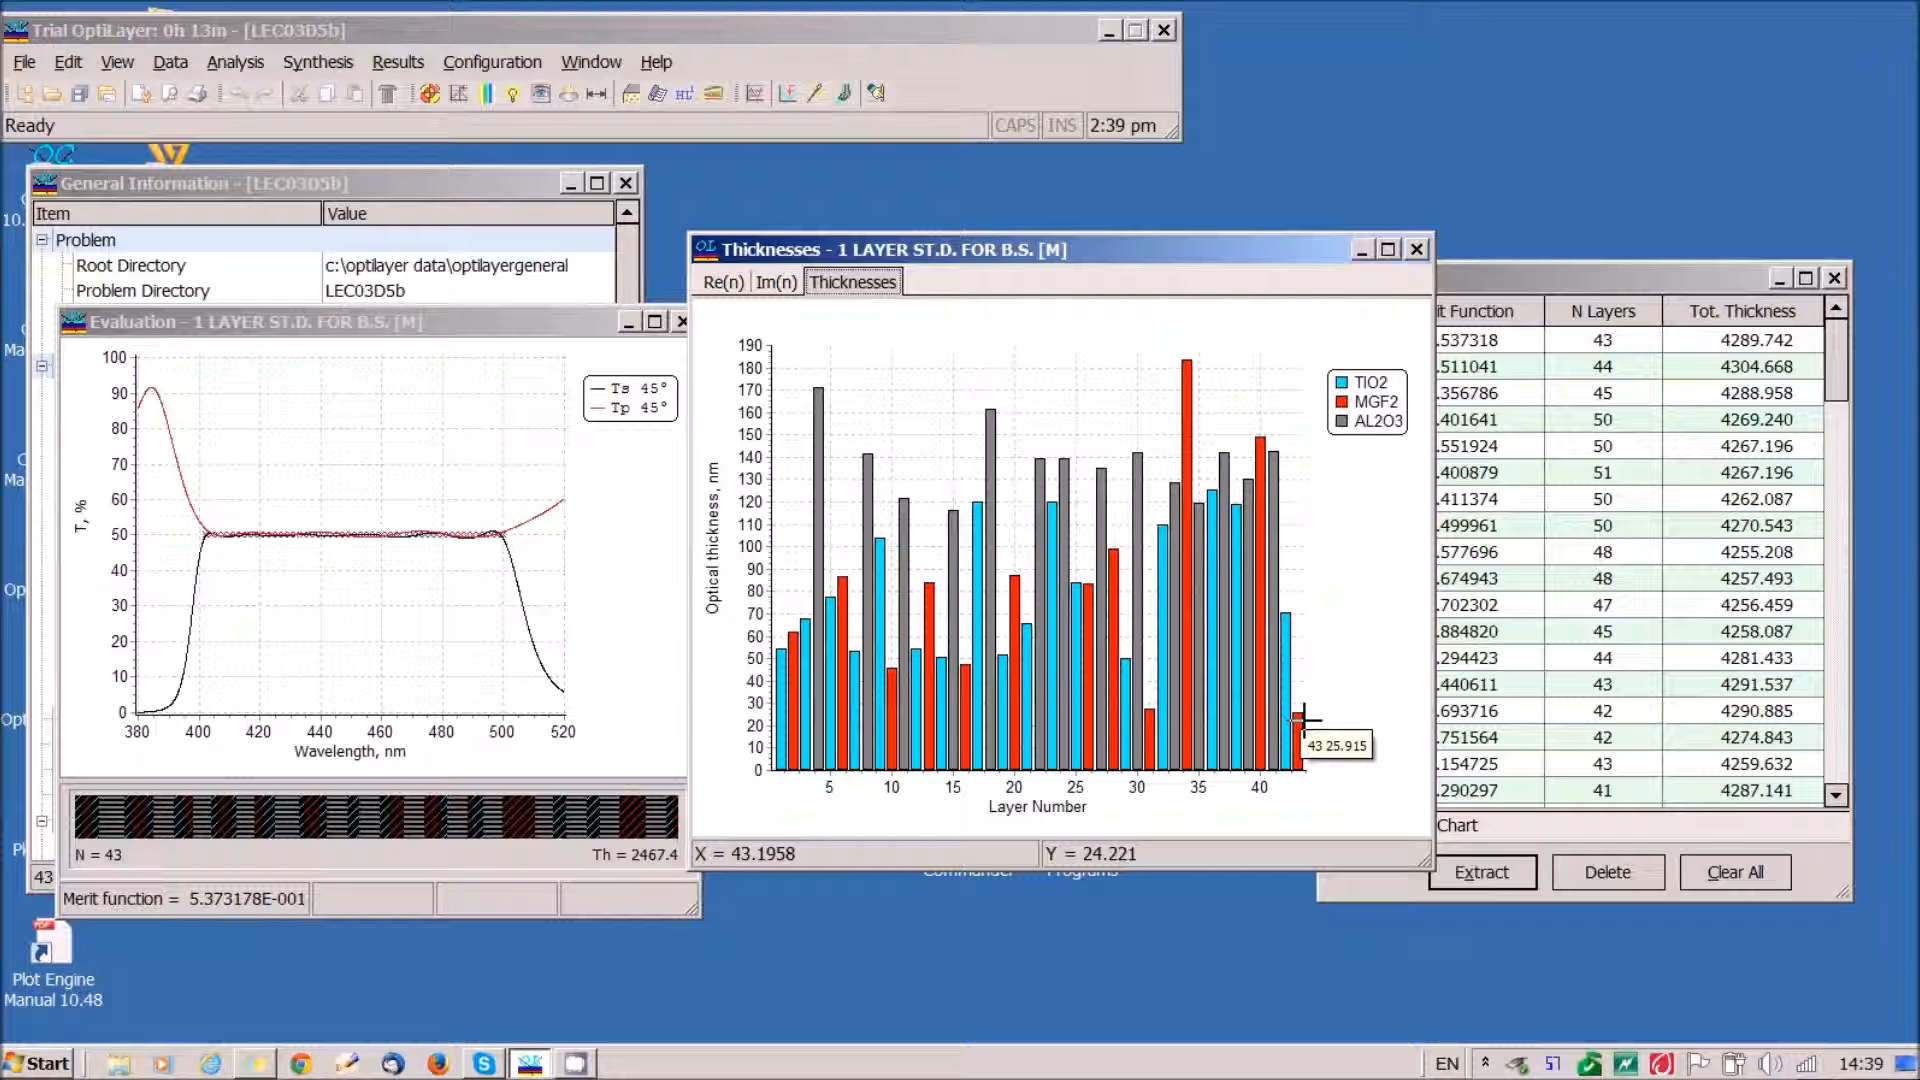 Trial OptiLayer: 0h 13m - [LEC03D5b]
File Edit View Data Analysis Synthesis Results Configuration Window Help
Ready CAPS INS 2:39 pm
General Information - [LEC03D5b]
Item Value
Problem
Root Directory c:\optilayer data\optilayergeneral
Problem Directory LEC03D5b
Evaluation - 1 LAYER ST.D. FOR B.S. [M]
100
90
80
70
60
50
40
30
20
10
0
T, %
380 400 420 440 460 480 500 520
Wavelength, nm
Ts 45°
Tp 45°
N = 43 Th = 2467.4
43
Merit function = 5.373178E-001
Thicknesses - 1 LAYER ST.D. FOR B.S. [M]
Re(n) Im(n) Thicknesses
190
180
170
160
150
140
130
120
110
100
90
80
70
60
50
40
30
20
10
0
Optical thickness, nm
5 10 15 20 25 30 35 40
Layer Number
TIO2
MGF2
AL2O3
43 25.915
X = 43.1958 Y = 24.221
it Function N Layers Tot. Thickness
.537318 43 4289.742
.511041 44 4304.668
.356786 45 4288.958
.401641 50 4269.240
.551924 50 4267.196
.400879 51 4267.196
.411374 50 4262.087
.499961 50 4270.543
.577696 48 4255.208
.674943 48 4257.493
.702302 47 4256.459
.884820 45 4258.087
.294423 44 4281.433
.440611 43 4291.537
.693716 42 4290.885
.751564 42 4274.843
.154725 43 4259.632
.290297 41 4287.141
Chart
Extract Delete Clear All
10.
Ma
Ma
Op
Opt
Pl
PDF
Plot Engine
Manual 10.48
Start EN 57 14:39